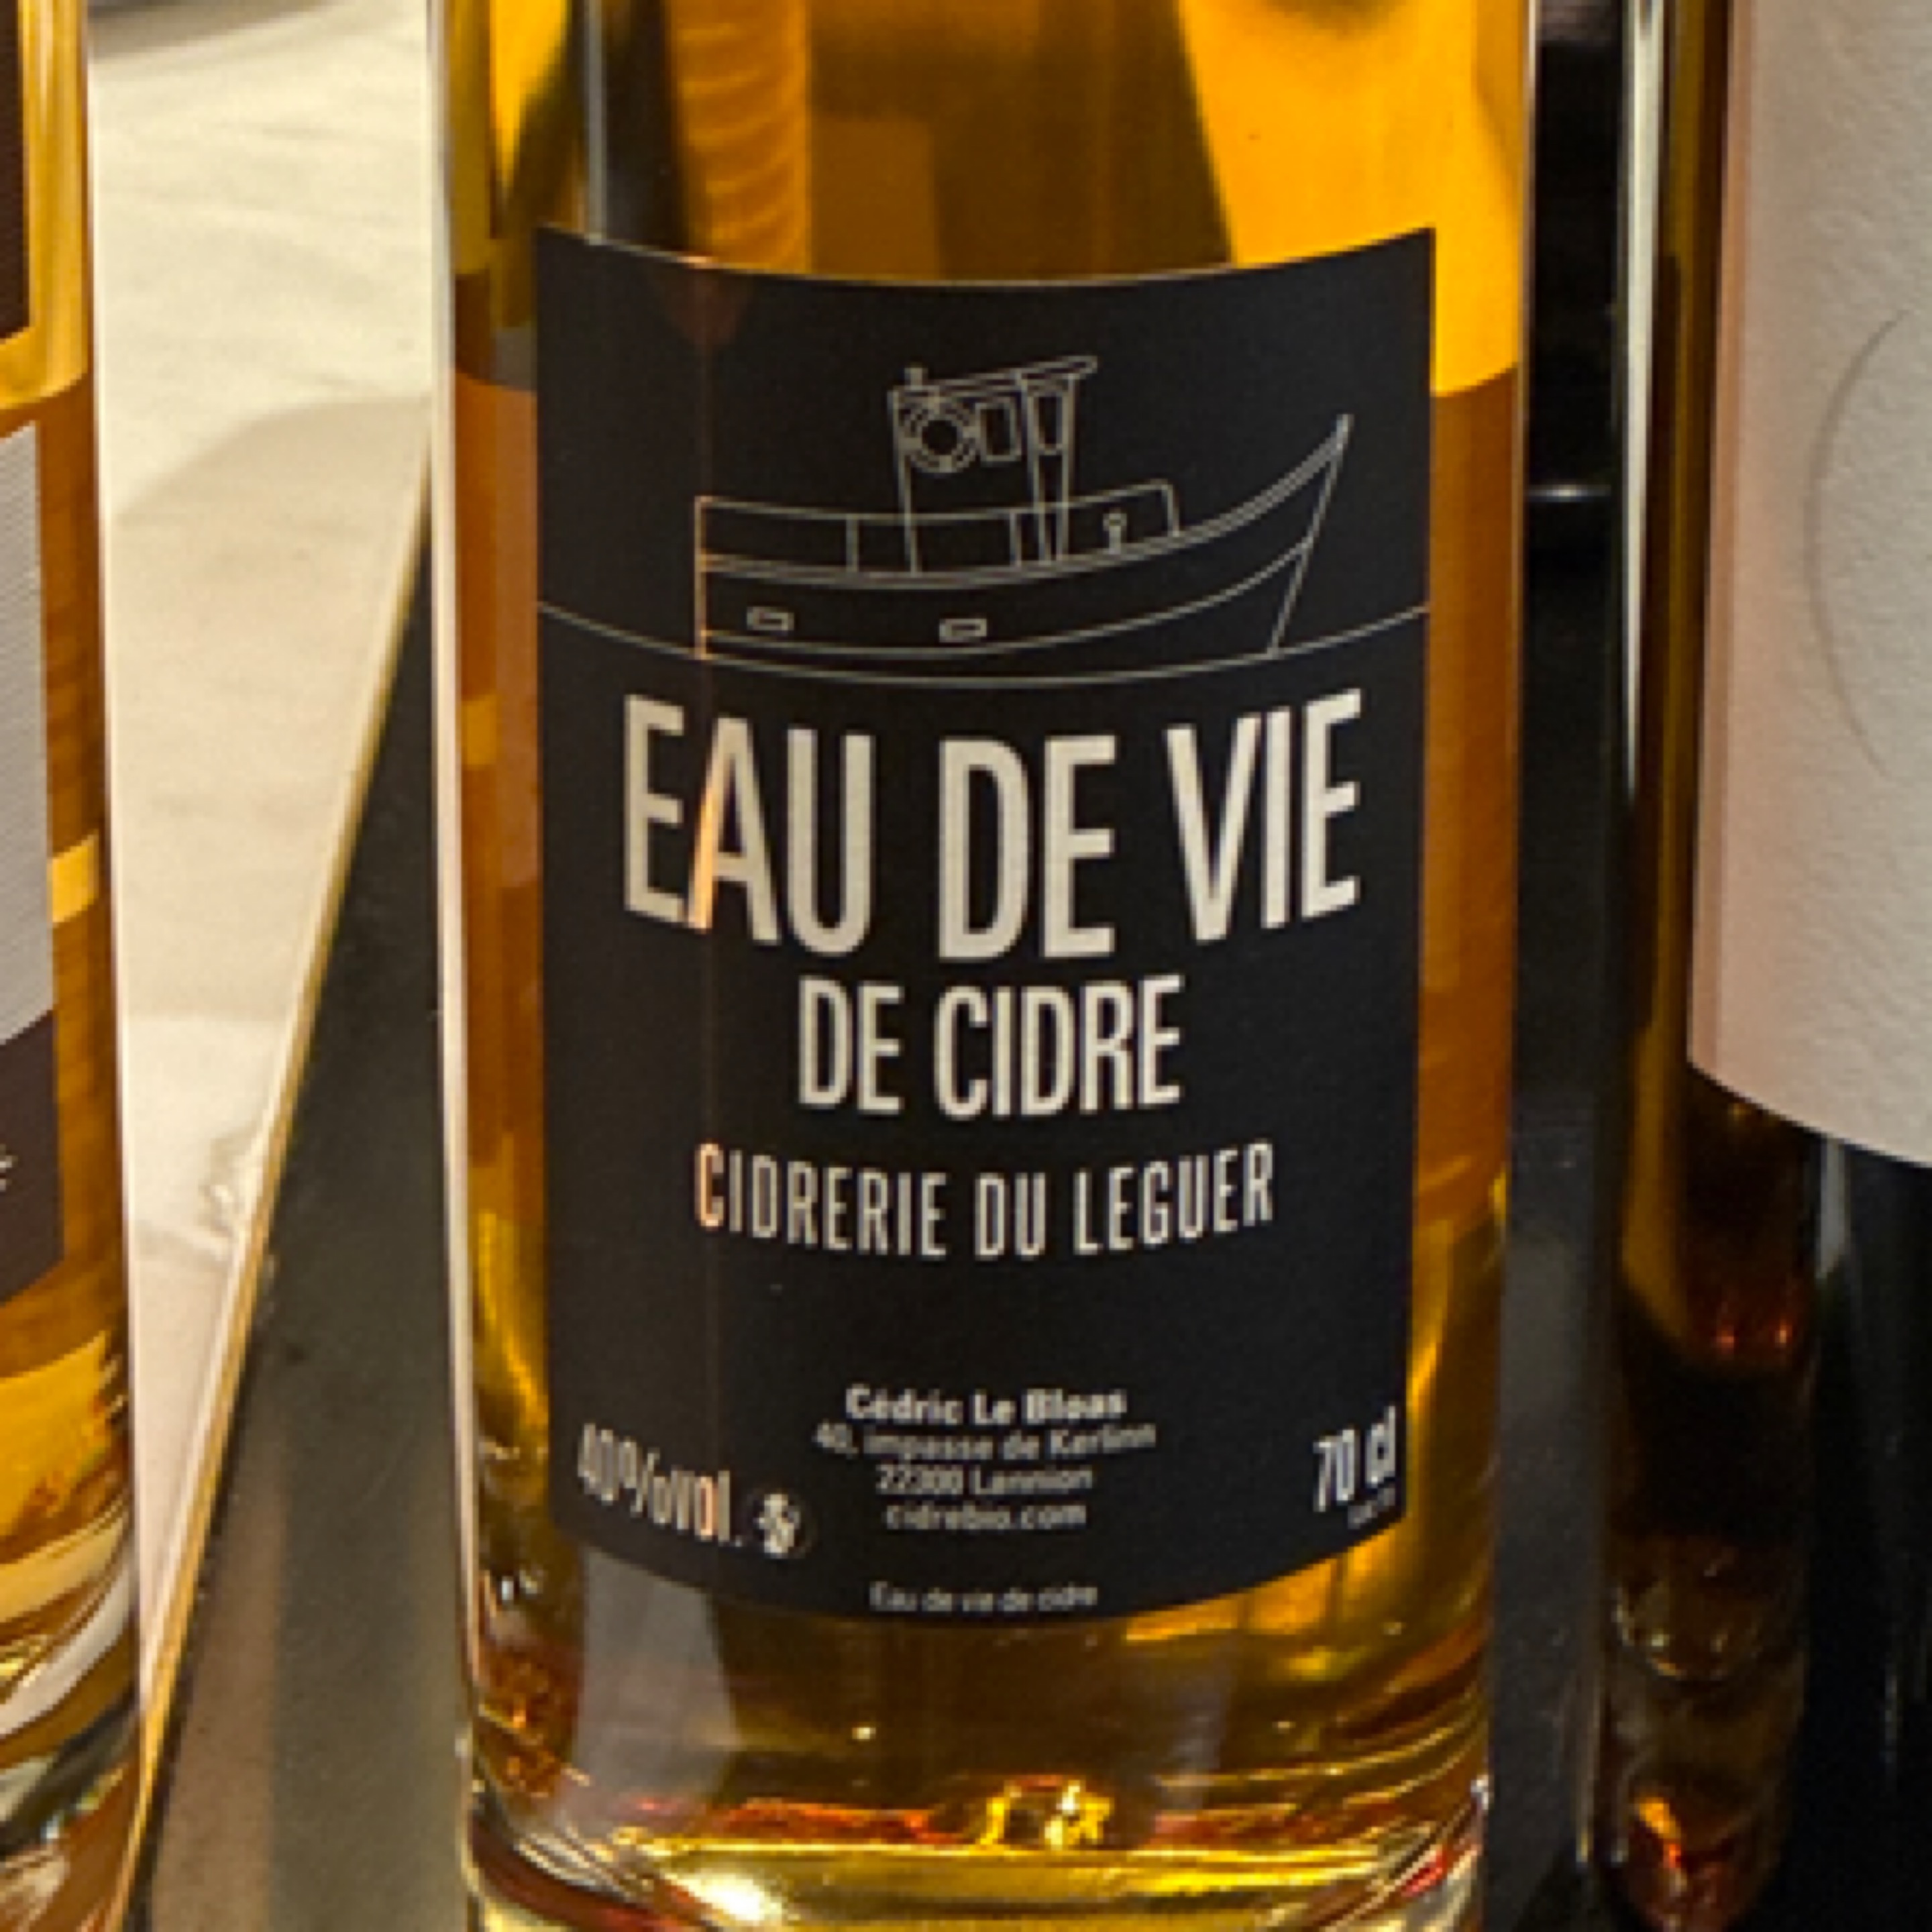 EAU DE VIE
DE CIDRE
CIDRERIE DU LEGUER
Cédric Le Bloas
40, impasse de Kerlinn
22300 Lannion
cidrebio.com
40%vol.
70 cl
Eau de vie de cidre